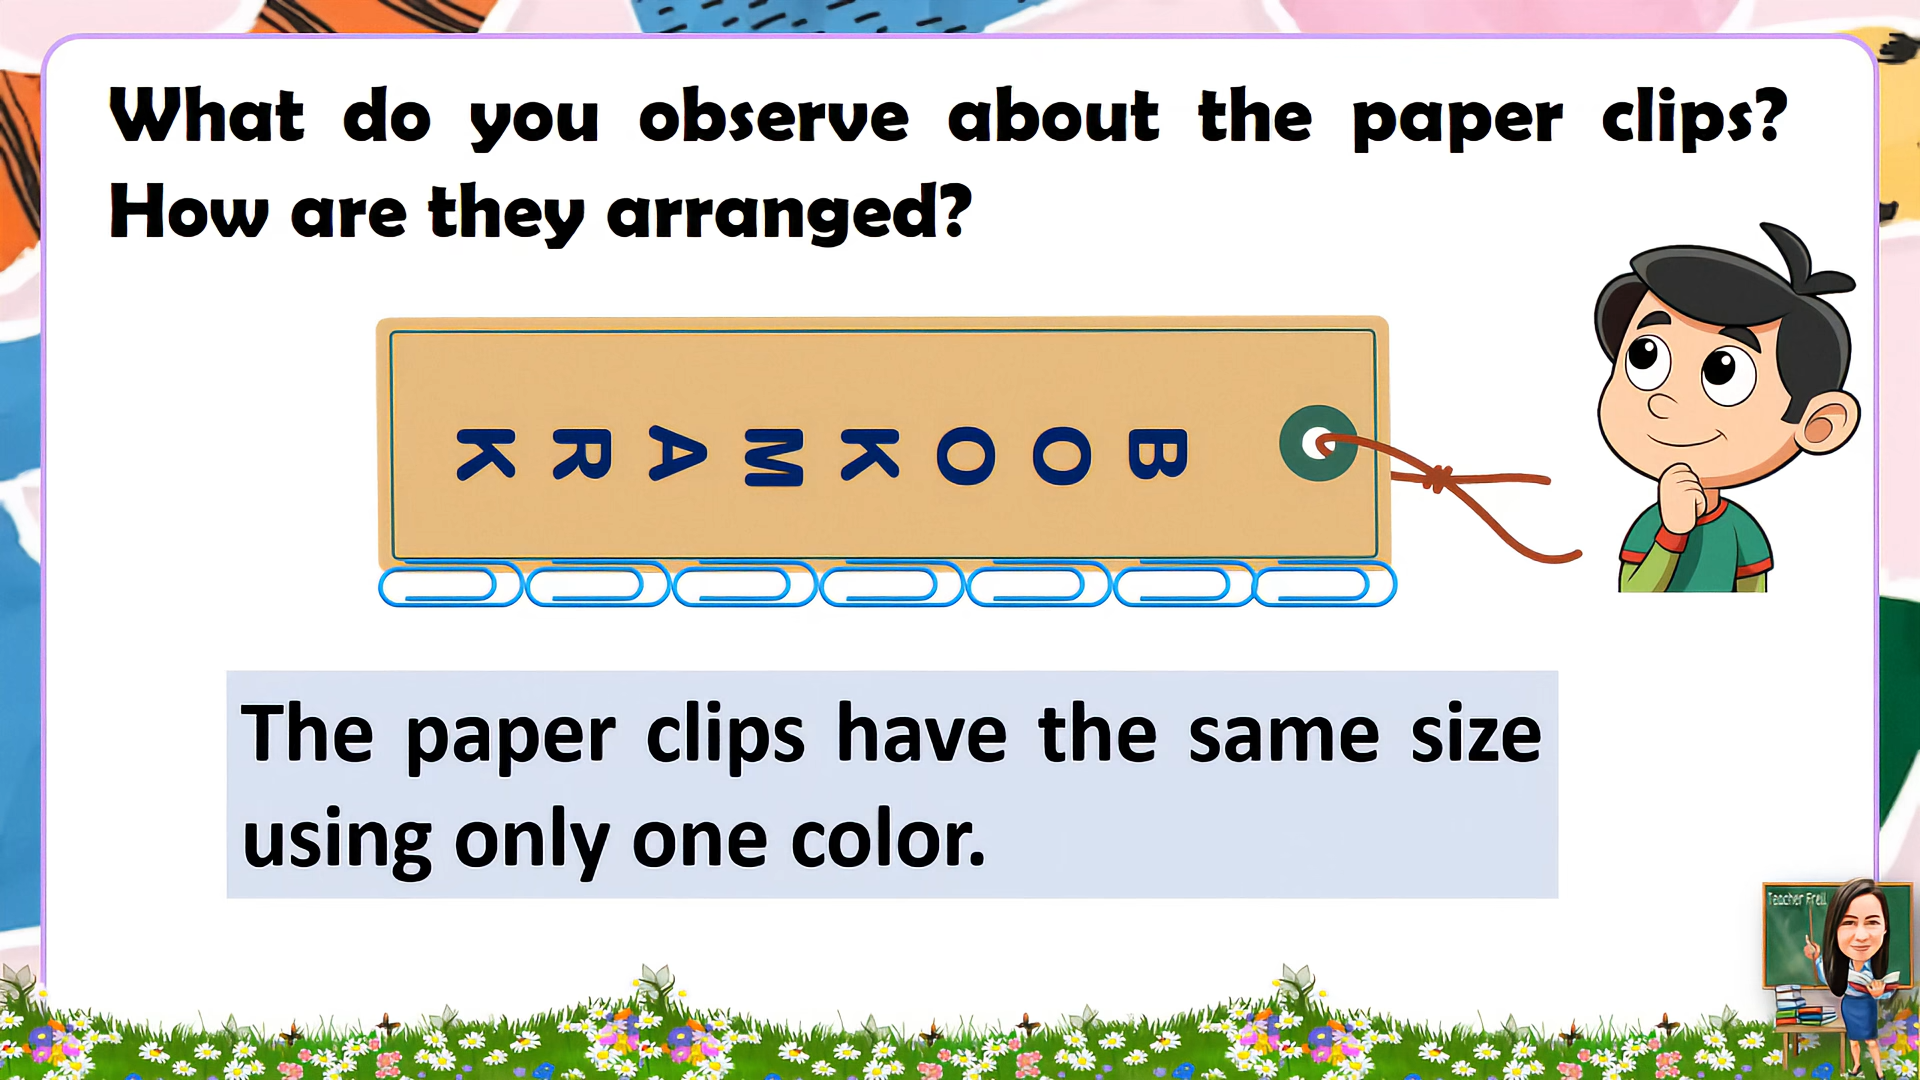 What do you observe about the paper clips?
How are they arranged?
BOOKMARK
The paper clips have the same size
using only one color.
Teacher Frell